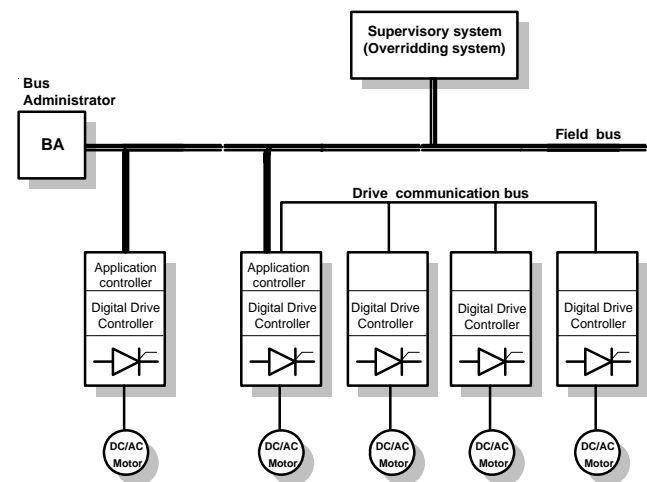 Supervisory system
(Overridding system)
Bus
Administrator
BA
Field bus
Drive communication bus
Application
controller
Digital Drive
Controller
Application
controller
Digital Drive
Controller
Digital Drive
Controller
Digital Drive
Controller
Digital Drive
Controller
DC/AC
Motor
DC/AC
Motor
DC/AC
Motor
DC/AC
Motor
DC/AC
Motor